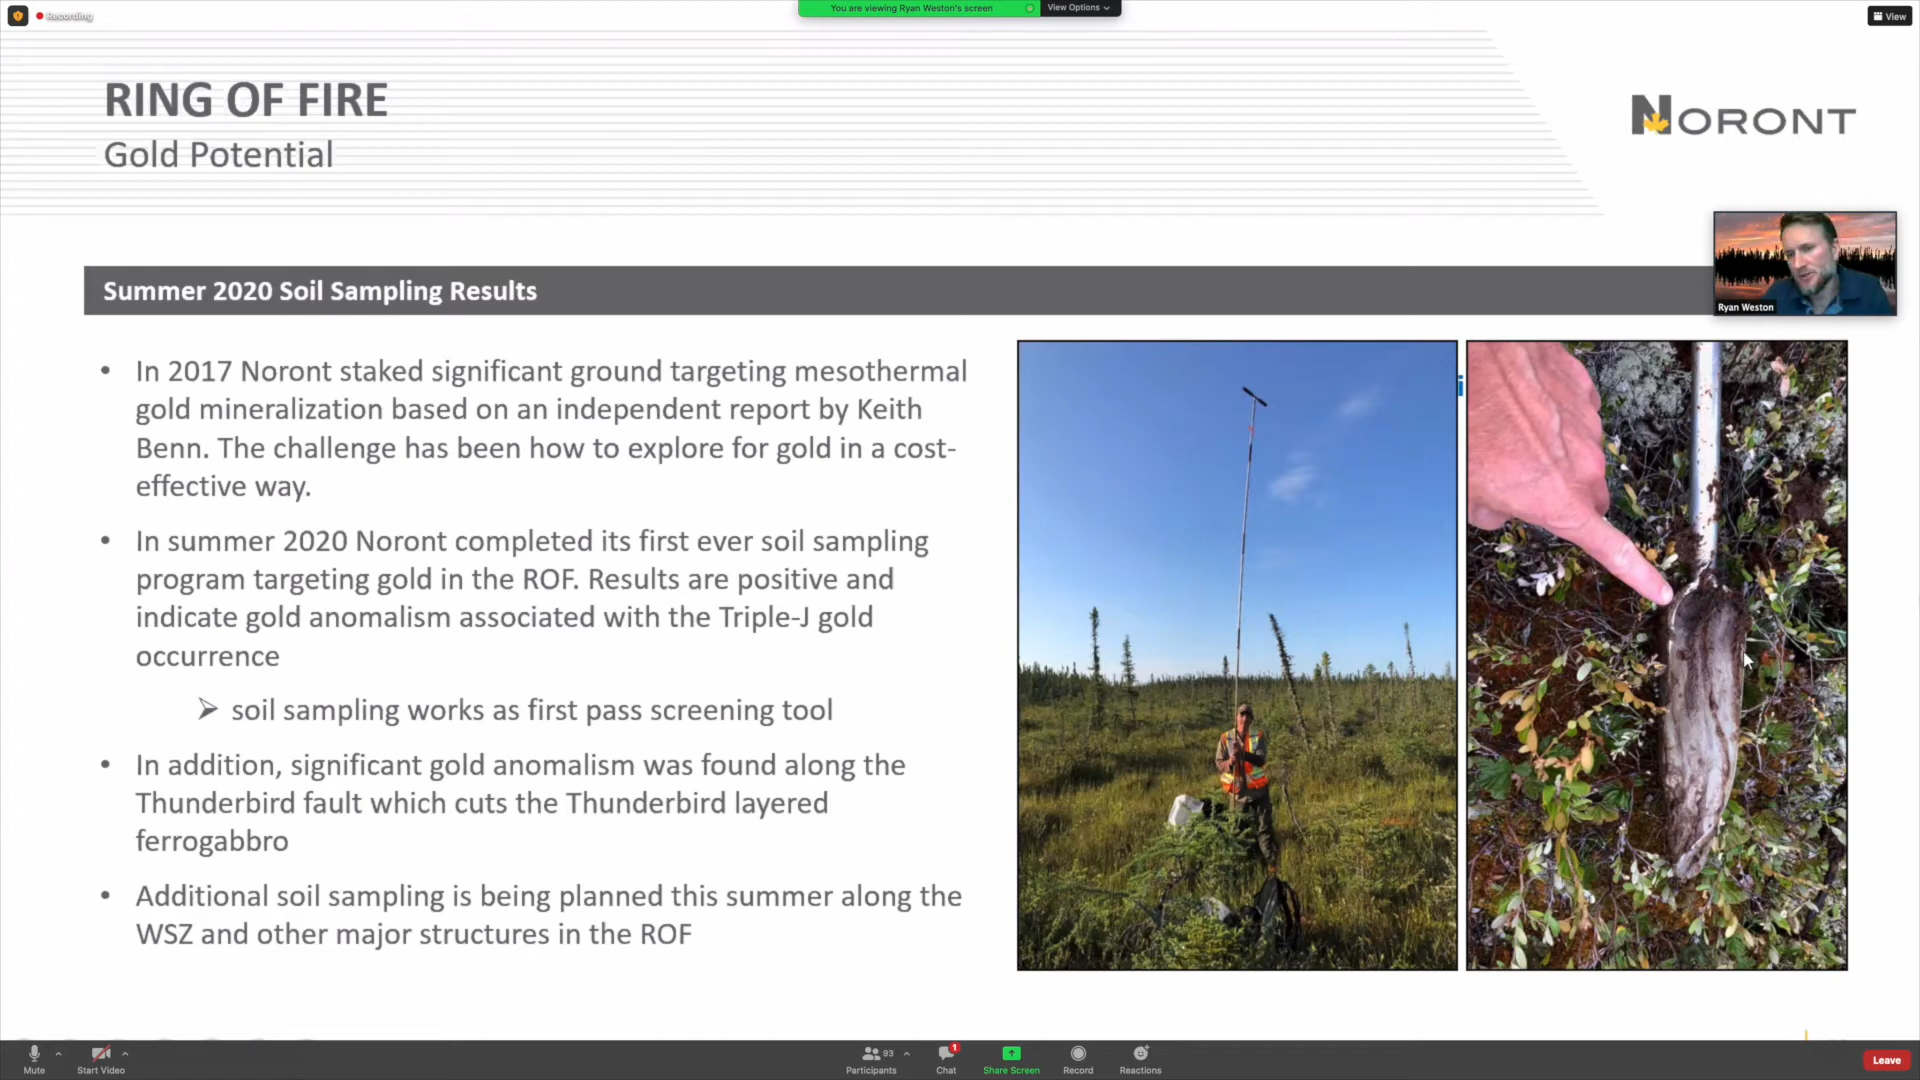 Recording
You are viewing Ryan Weston's screen
View Options
View
RING OF FIRE
Gold Potential
NORONT
Ryan Weston
Summer 2020 Soil Sampling Results
• In 2017 Noront staked significant ground targeting mesothermal
gold mineralization based on an independent report by Keith
Benn. The challenge has been how to explore for gold in a cost-
effective way.
• In summer 2020 Noront completed its first ever soil sampling
program targeting gold in the ROF. Results are positive and
indicate gold anomalism associated with the Triple-J gold
occurrence
➢ soil sampling works as first pass screening tool
• In addition, significant gold anomalism was found along the
Thunderbird fault which cuts the Thunderbird layered
ferrogabbro
• Additional soil sampling is being planned this summer along the
WSZ and other major structures in the ROF
Mute
Start Video
93
Participants
1
Chat
Share Screen
Record
Reactions
Leave